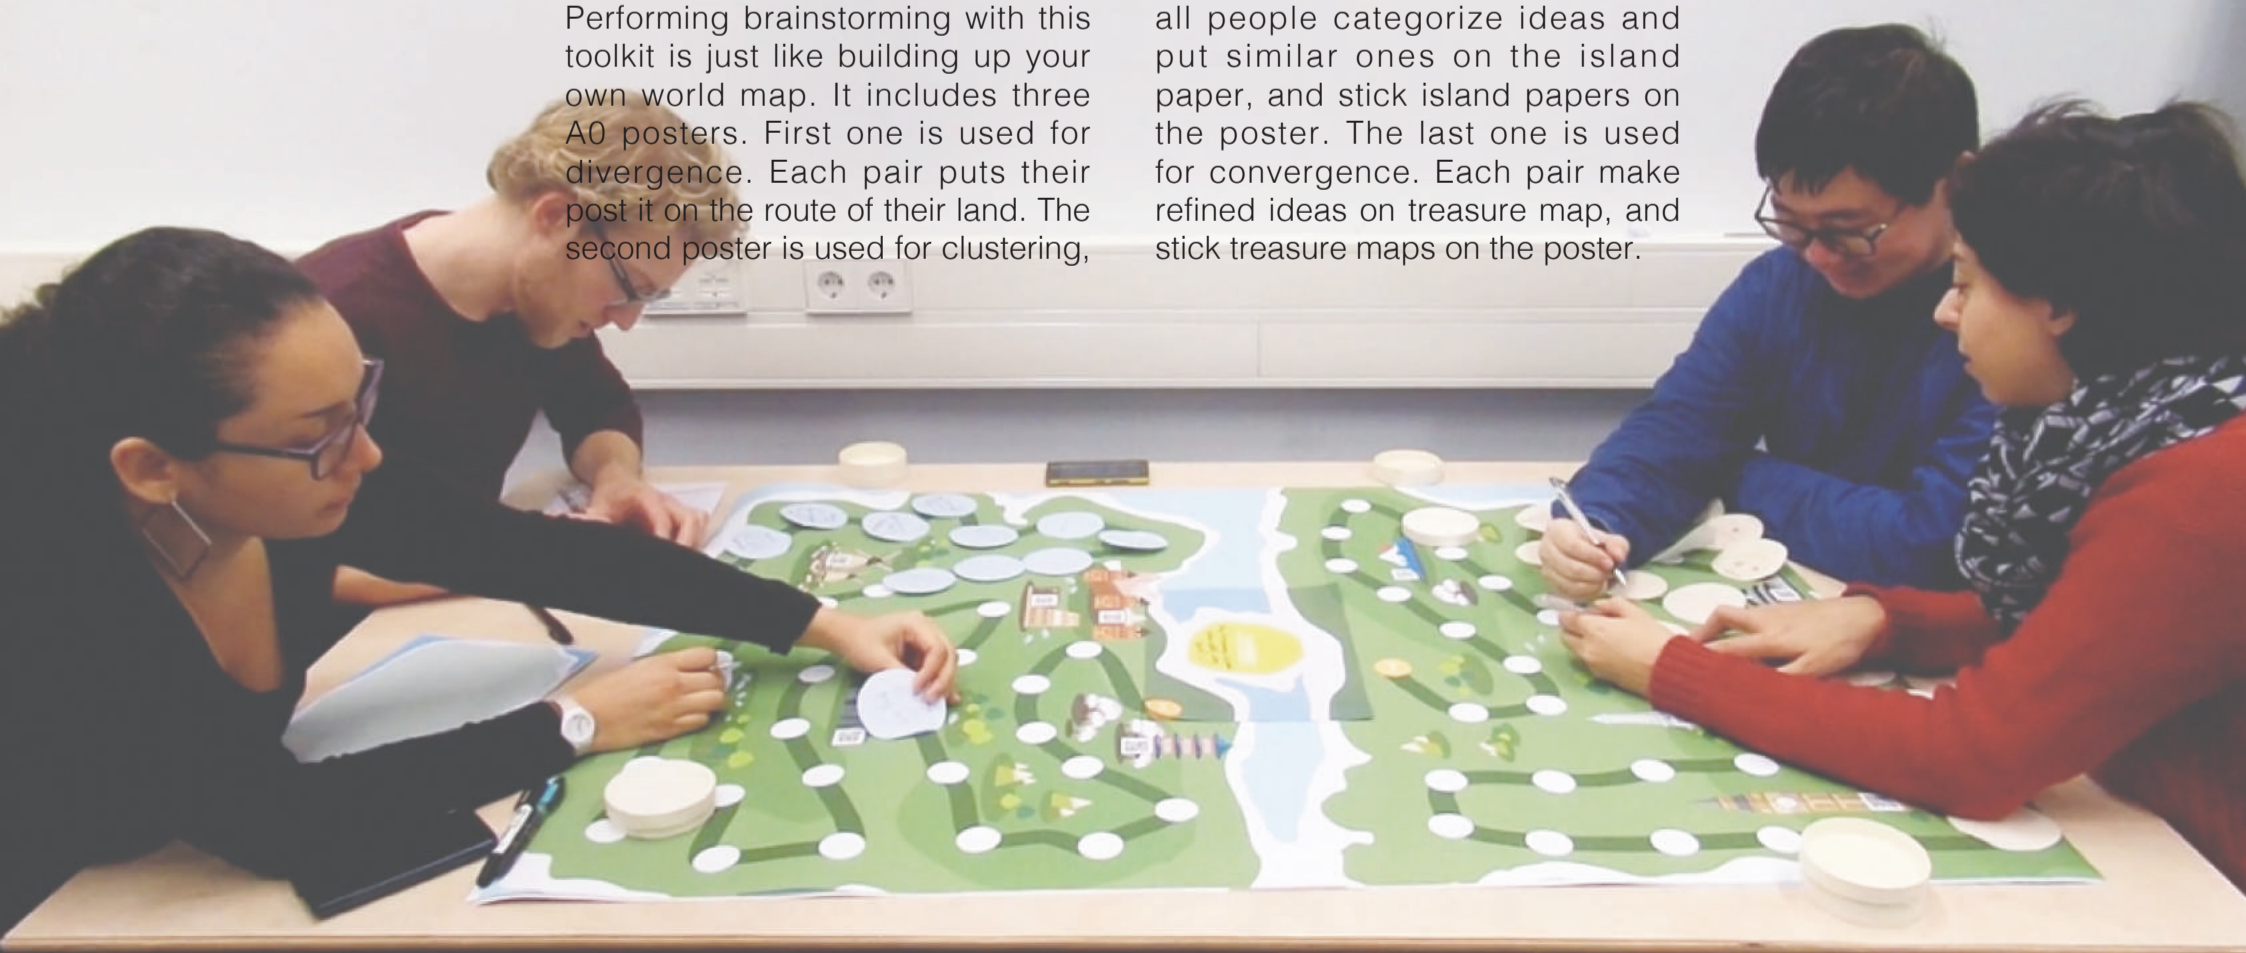 Performing brainstorming with this
toolkit is just like building up your
own world map. It includes three
A0 posters. First one is used for
divergence. Each pair puts their
post it on the route of their land. The
second poster is used for clustering,
all people categorize ideas and
put similar ones on the island
paper, and stick island papers on
the poster. The last one is used
for convergence. Each pair make
refined ideas on treasure map, and
stick treasure maps on the poster.